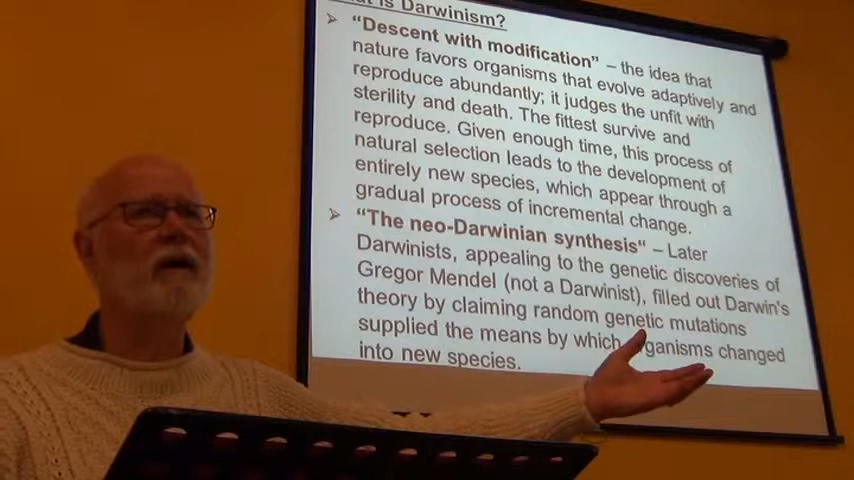 is Darwinism?
➢ “Descent with modification” – the idea that
nature favors organisms that evolve adaptively and
reproduce abundantly; it judges the unfit with
sterility and death. The fittest survive and
reproduce. Given enough time, this process of
natural selection leads to the development of
entirely new species, which appear through a
gradual process of incremental change.
➢ “The neo-Darwinian synthesis“ – Later
Darwinists, appealing to the genetic discoveries of
Gregor Mendel (not a Darwinist), filled out Darwin's
theory by claiming random genetic mutations
supplied the means by which organisms changed
into new species.